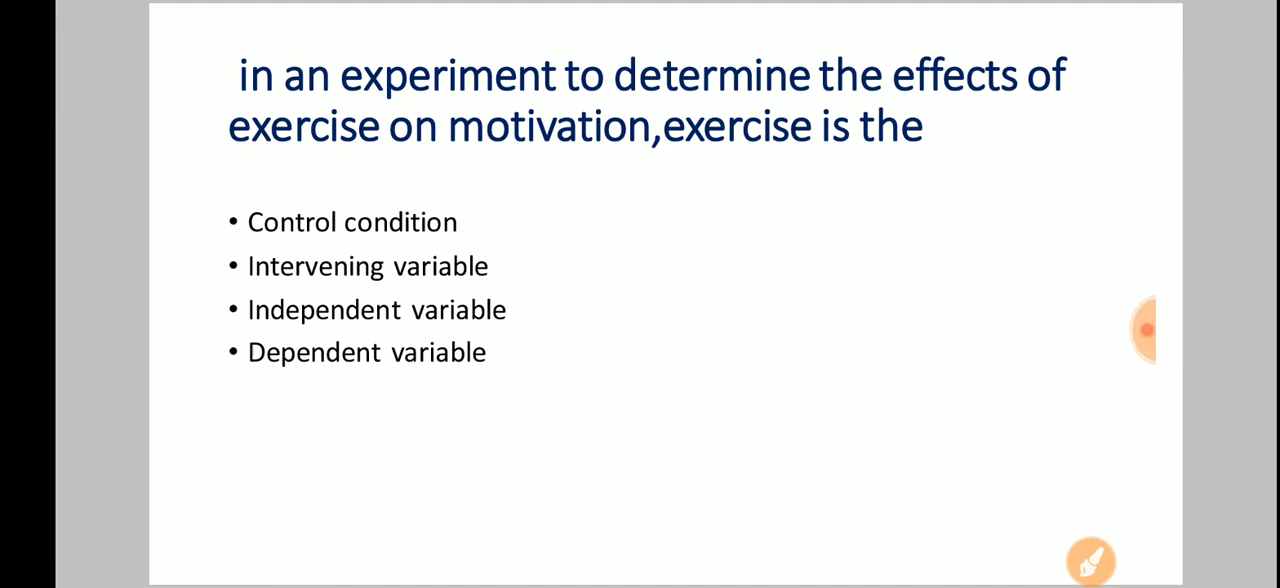 in an experiment to determine the effects of
exercise on motivation,exercise is the
• Control condition
• Intervening variable
• Independent variable
• Dependent variable